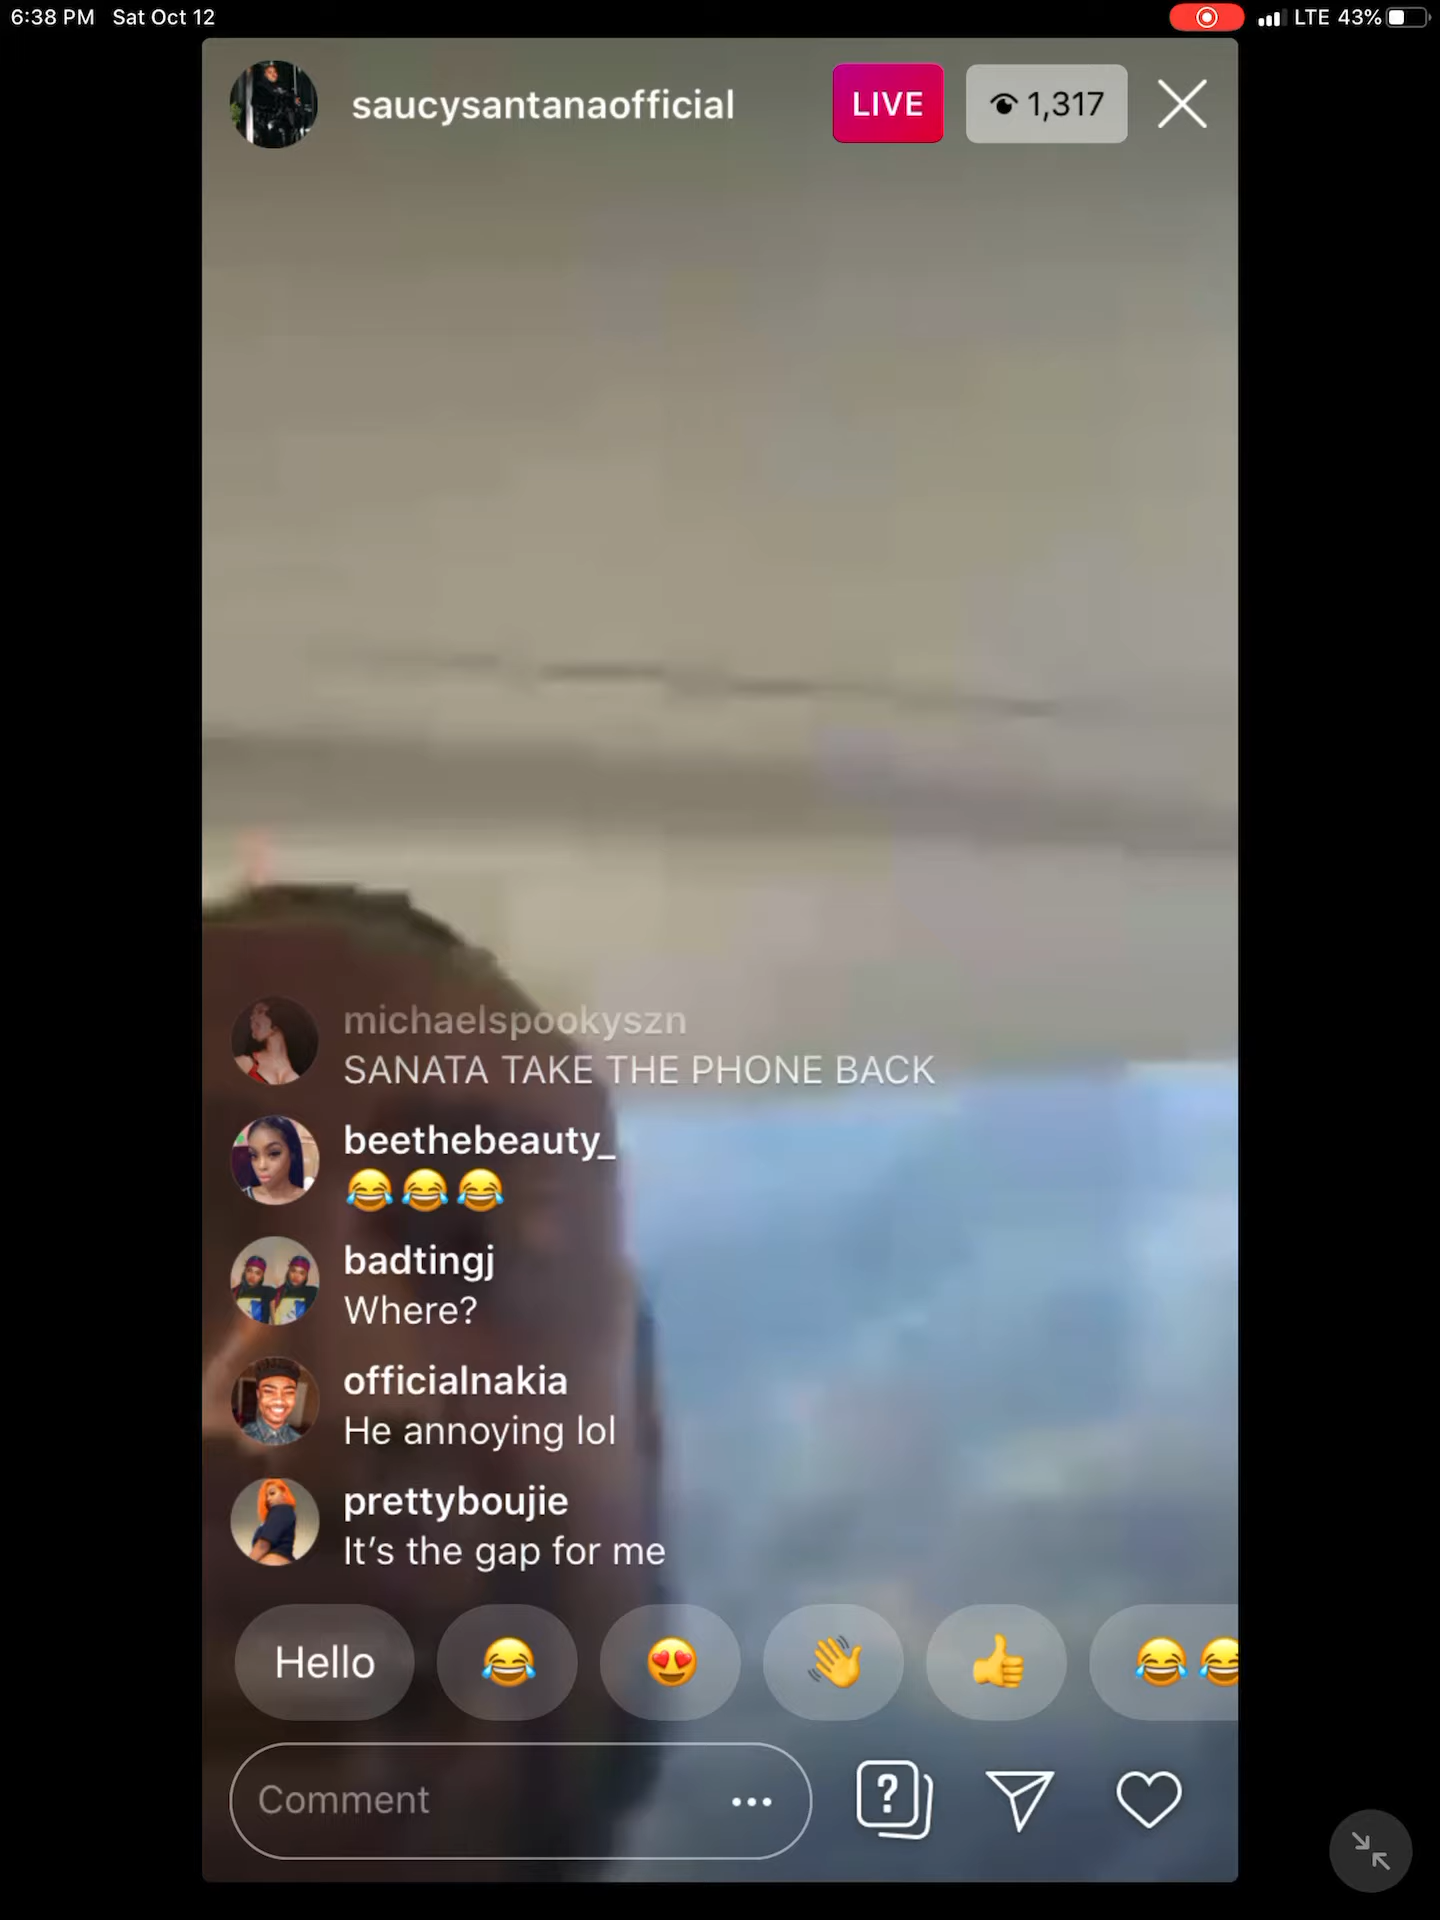 6:38 PM Sat Oct 12
LTE 43%
saucysantanaofficial
LIVE
1,317
michaelspookyszn
SANATA TAKE THE PHONE BACK
beethebeauty_
😂😂😂
badtingj
Where?
officialnakia
He annoying lol
prettyboujie
It’s the gap for me
Hello 😂 😍 👋 👍 😂😂
Comment
?